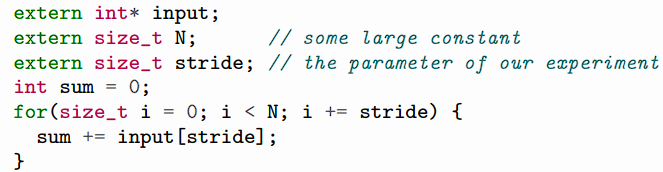 extern int* input;
extern size_t N;      // some large constant
extern size_t stride; // the parameter of our experiment
int sum = 0;
for(size_t i = 0; i < N; i += stride) {
  sum += input[stride];
}